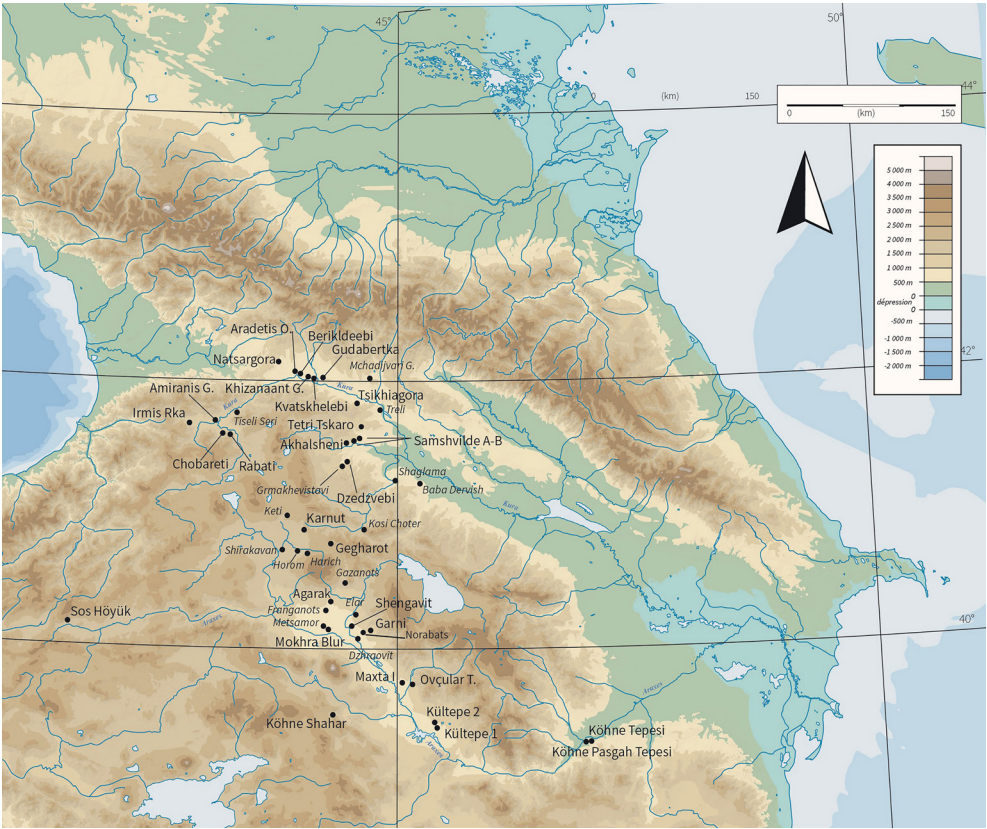 45°
50°
44°
0 (km) 150
0 (km) 150
5 000 m
4 000 m
3 500 m
3 000 m
2 500 m
2 000 m
1 500 m
1 000 m
500 m
0
dépression
0
-500 m
-1 000 m
-1 500 m
-2 000 m
42°
Aradetis O.
Berikldeebi
Gudabertka
Natsargora
Mchadijvari G.
Amiranis G.
Khizanaant G.
Kura
Tsikhiagora
Kura
Kvatskhelebi
Treli
Irmis Rka
Tiseli Seri
Tetri Tskaro
Akhalsheni
Samshvilde A-B
Chobareti
Rabati
Shaglama
Grmakhevistavi
Dzedzvebi
Baba Dervish
Kura
Keti
Karnut
Kosi Choter
Shirakavan
Gegharot
Horom
Harich
Gazanots
Agarak
Elar
Shengavit
Franganots
Sos Höyük
Araxes
Metsamor
Garni
40°
Mokhra Blur
Norabats
Dzhraovit
Maxta I
Ovçular T.
Araxes
Kültepe 2
Köhne Shahar
Kültepe 1
Köhne Tepesi
Araxes
Köhne Pasgah Tepesi